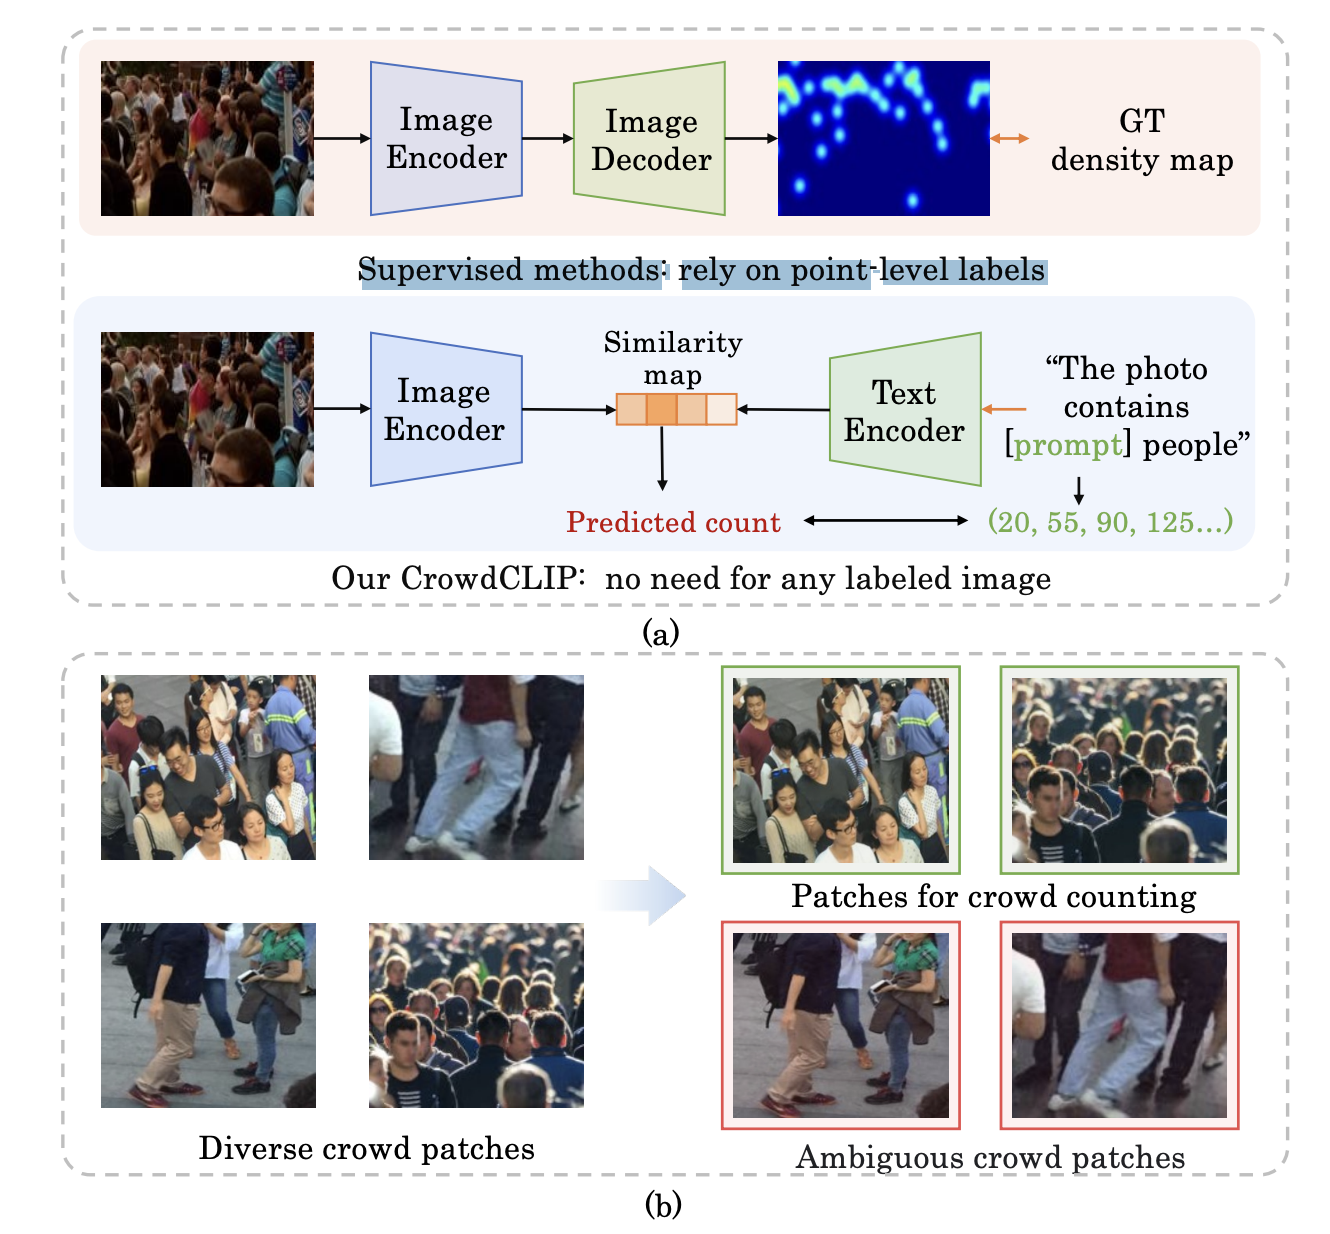 Image
Encoder
Image
Decoder
GT
density map
Supervised methods: rely on point-level labels
Image
Encoder
Similarity
map
Text
Encoder
“The photo
contains
[prompt] people”
Predicted count
(20, 55, 90, 125...)
Our CrowdCLIP: no need for any labeled image
(a)
Patches for crowd counting
Diverse crowd patches
Ambiguous crowd patches
(b)